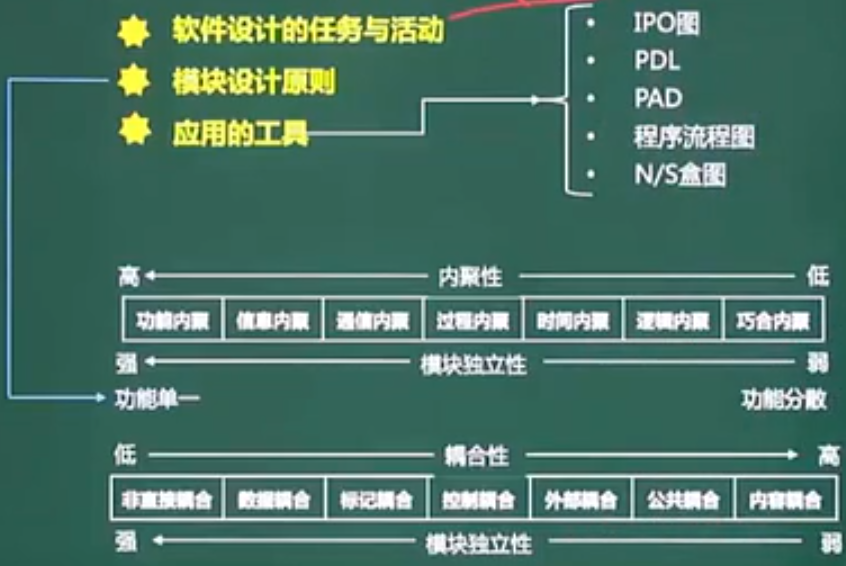 软件设计的任务与活动
模块设计原则
应用的工具
• IPO图
• PDL
• PAD
• 程序流程图
• N/S盒图
高 内聚性 低
功能内聚 信息内聚 通信内聚 过程内聚 时间内聚 逻辑内聚 巧合内聚
强 模块独立性 弱
功能单一 功能分散
低 耦合性 高
非直接耦合 数据耦合 标记耦合 控制耦合 外部耦合 公共耦合 内容耦合
强 模块独立性 弱